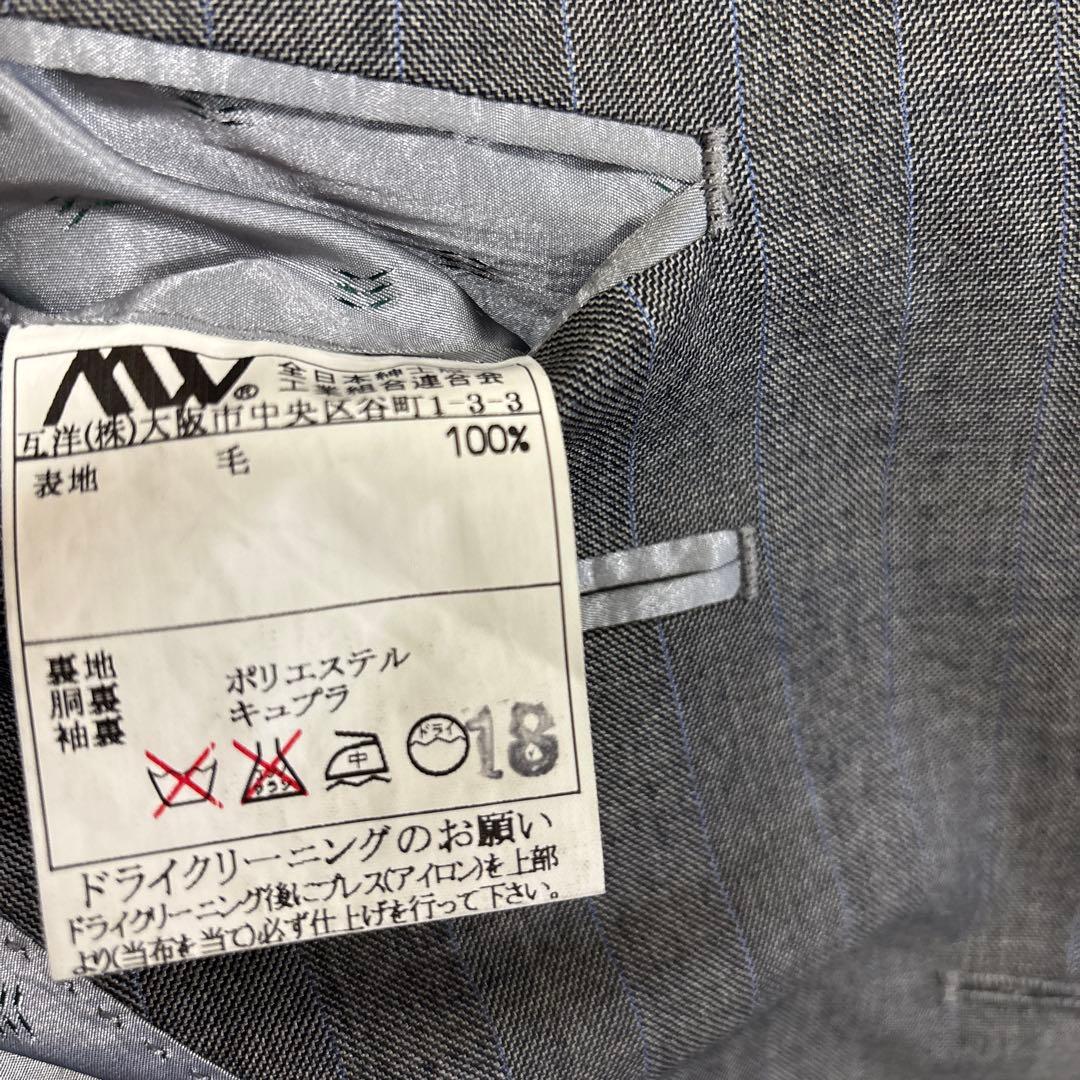 ®
全日本紳士
工業組合連合会
互洋(株)大阪市中央区谷町1-3-3
表地 毛 100%
裏地
胴裏 ポリエステル
袖裏 キュプラ
中 ドライ 18
ドライクリーニングのお願い
ドライクリーニング後にプレス(アイロン)を上部
より(当布を当て)必ず仕上げを行って下さい。